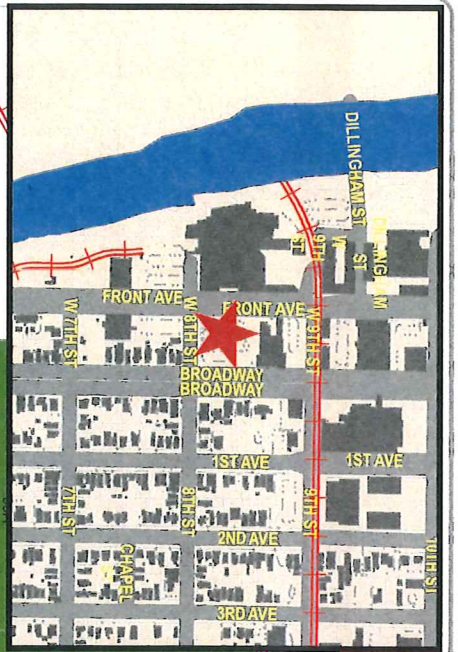 DILLINGHAM ST
DILLINGHAM
ST
9TH
ST
W
FRONT AVE
FRONT AVE
W 7TH ST
W 8TH ST
W 9TH ST
BROADWAY
BROADWAY
1ST AVE
1ST AVE
7TH ST
8TH ST
9TH ST
2ND AVE
CHAPEL
10TH ST
3RD AVE